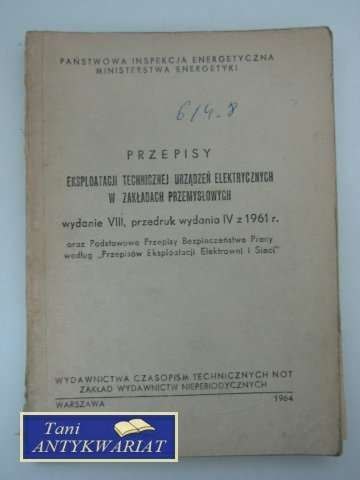 PAŃSTWOWA INSPEKCJA ENERGETYCZNA
MINISTERSTWA ENERGETYKI
614-8
PRZEPISY
EKSPLOATACJI TECHNICZNEJ URZĄDZEŃ ELEKTRYCZNYCH
W ZAKŁADACH PRZEMYSŁOWYCH
wydanie VIII, przedruk wydania IV z 1961 r.
oraz Podstawowe Przepisy Bezpieczeństwa Pracy
według „Przepisów Eksploatacji Elektrowni i Sieci"
WYDAWNICTWA CZASOPISM TECHNICZNYCH NOT
ZAKŁAD WYDAWNICTW NIEPERIODYCZNYCH
WARSZAWA 1964
Tani
ANTYKWARIAT